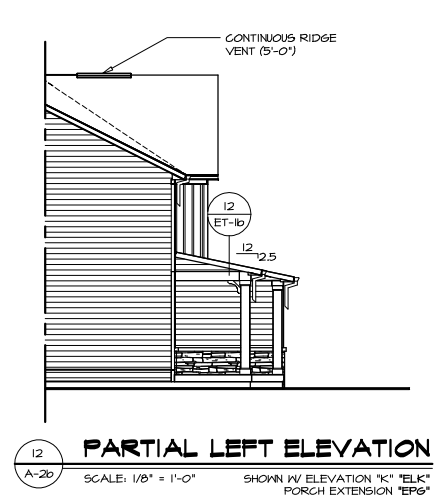 CONTINUOUS RIDGE
VENT (5'-0")
12
ET-1b
12
2.5
12
A-2b
PARTIAL LEFT ELEVATION
SCALE: 1/8" = 1'-0"
SHOWN W/ ELEVATION "K" "ELK"
PORCH EXTENSION "EPG"